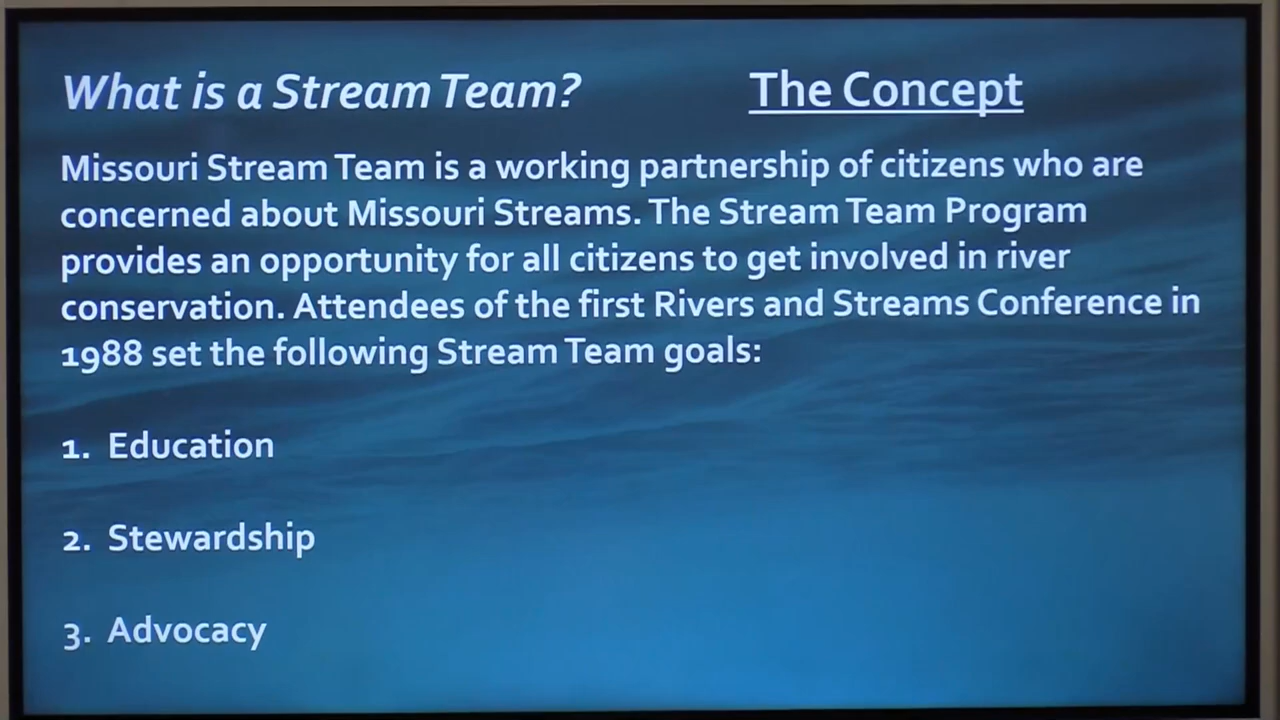 What is a Stream Team? The Concept
Missouri Stream Team is a working partnership of citizens who are
concerned about Missouri Streams. The Stream Team Program
provides an opportunity for all citizens to get involved in river
conservation. Attendees of the first Rivers and Streams Conference in
1988 set the following Stream Team goals:
1. Education
2. Stewardship
3. Advocacy